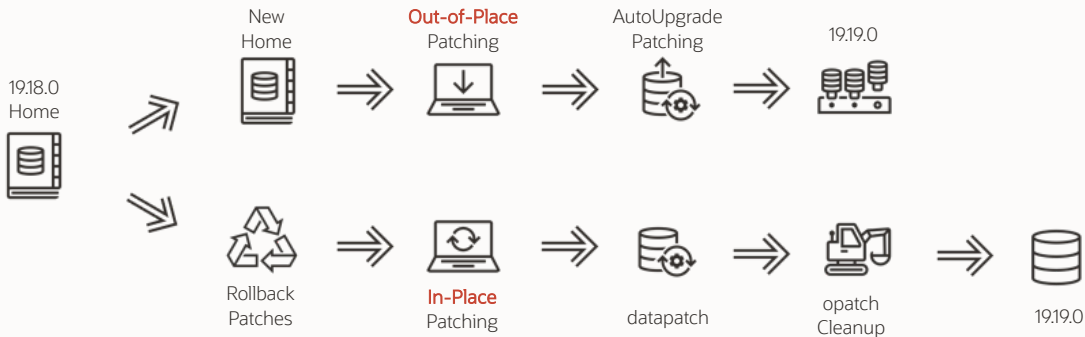 19.18.0
Home
New
Home
Out-of-Place
Patching
AutoUpgrade
Patching
19.19.0
Rollback
Patches
In-Place
Patching
datapatch
opatch
Cleanup
19.19.0